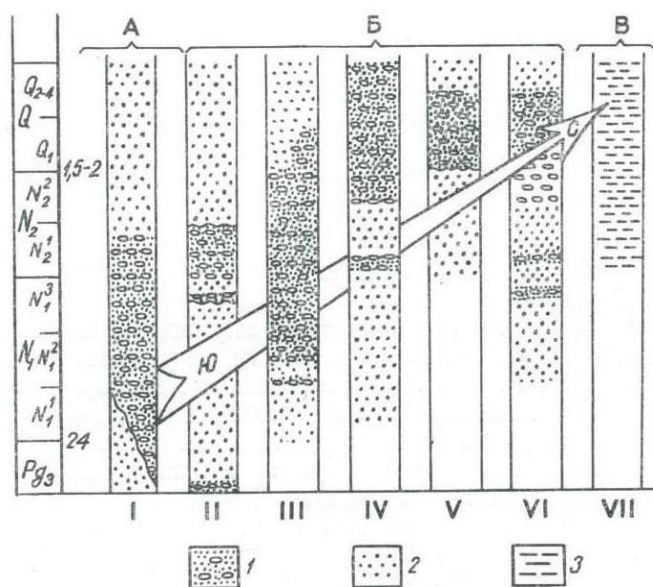 А Б В
Q₂₋₄
Q
Q₁
1,5-2
N₂²
N₂
N₂¹
N₁³
N₁ N₁²
N₁¹
24
Pg₃
Ю
С
I II III IV V VI VII
1 2 3